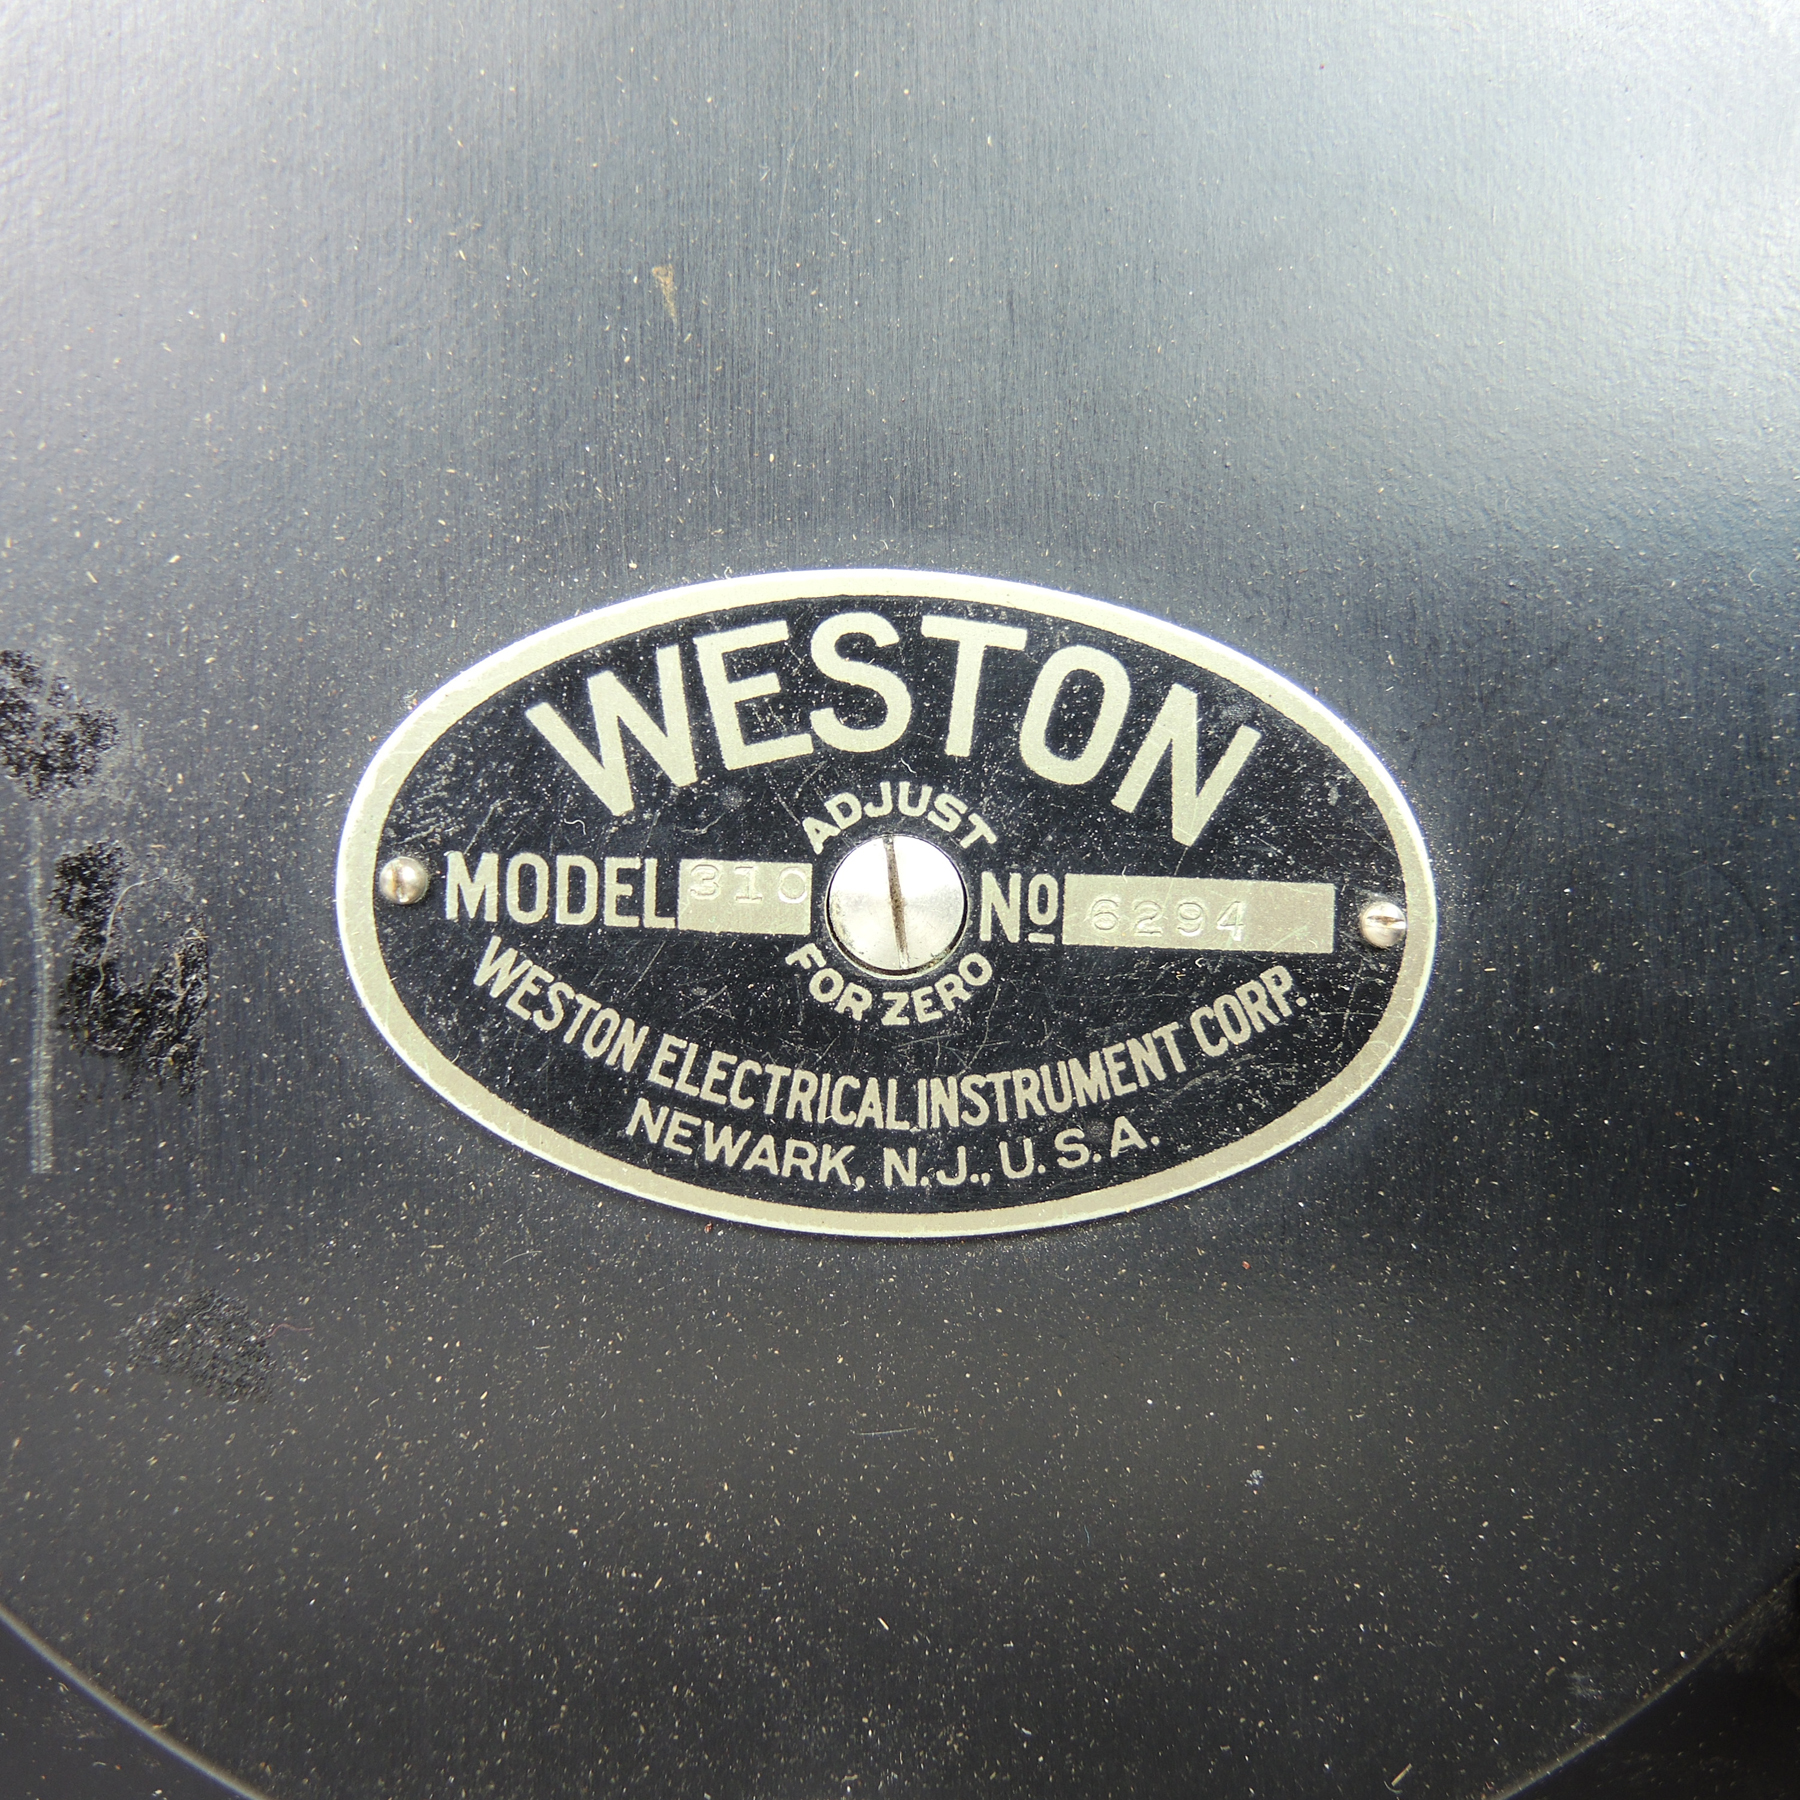 WESTON
ADJUST
MODEL 310 Nº 6294
FOR ZERO
WESTON ELECTRICAL INSTRUMENT CORP.
NEWARK, N.J., U.S.A.